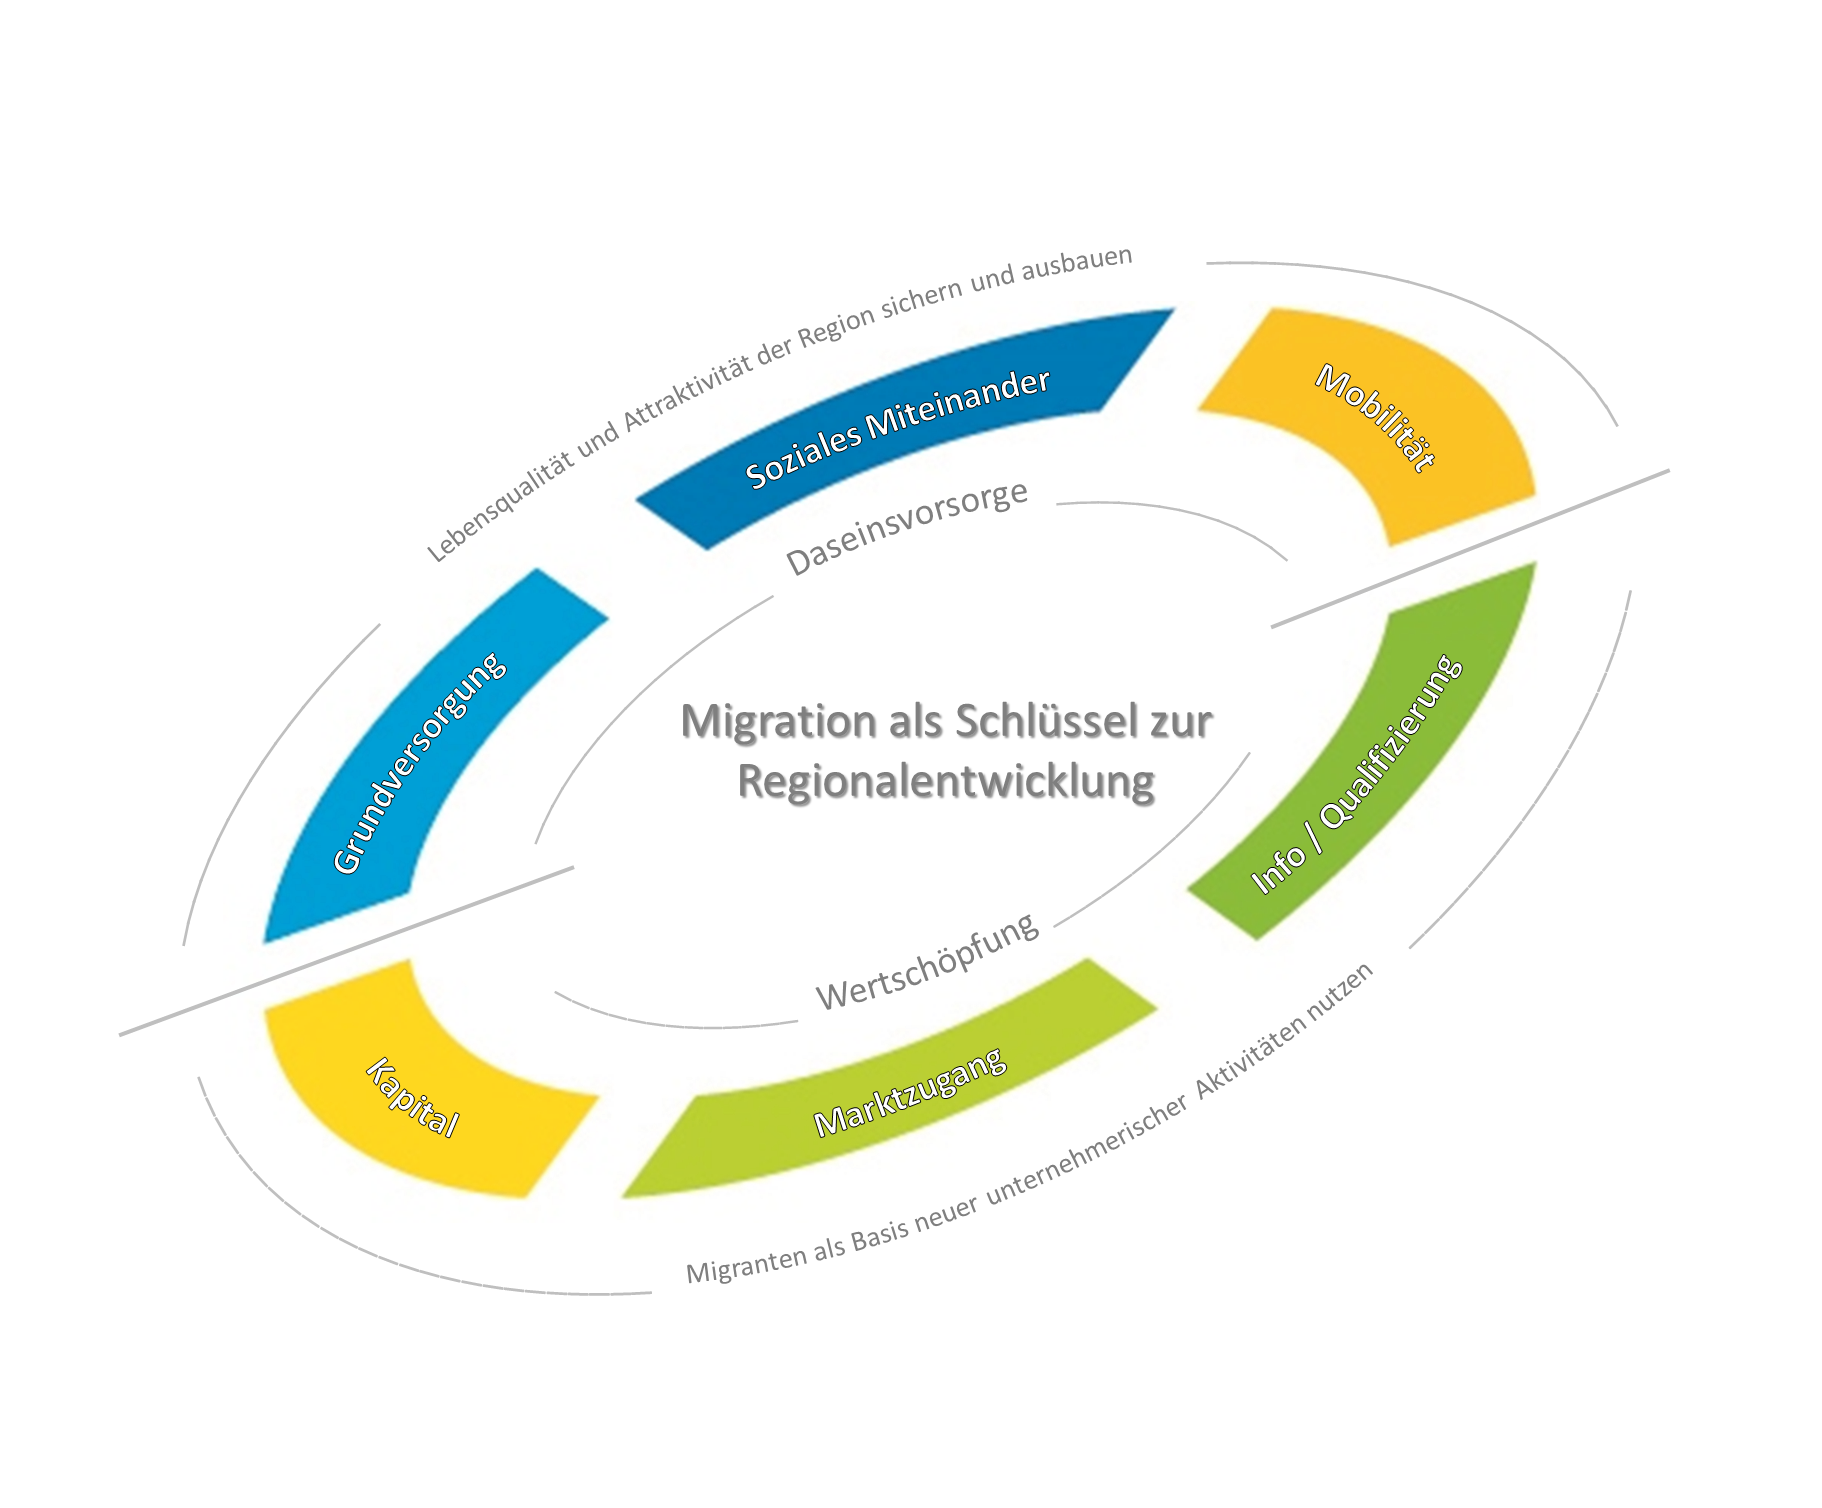 Lebensqualität und Attraktivität der Region sichern und ausbauen
Soziales Miteinander
Mobilität
Daseinsvorsorge
Grundversorgung
Migration als Schlüssel zur
Regionalentwicklung
Info / Qualifizierung
Wertschöpfung
Kapital
Marktzugang
Migranten als Basis neuer unternehmerischer Aktivitäten nutzen